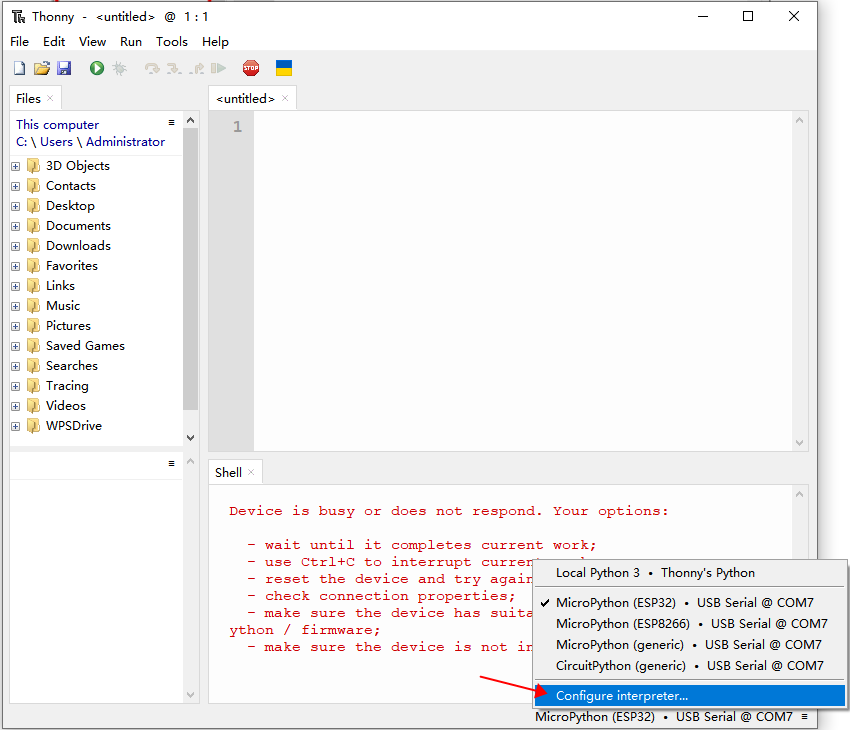 Thonny - <untitled> @ 1 : 1
File Edit View Run Tools Help
STOP
Files
<untitled>
This computer
C: \ Users \ Administrator
3D Objects
Contacts
Desktop
Documents
Downloads
Favorites
Links
Music
Pictures
Saved Games
Searches
Tracing
Videos
WPSDrive
1
Shell
Device is busy or does not respond. Your options:
- wait until it completes current work;
- use Ctrl+C to interrupt current
- reset the device and try again
- check connection properties;
- make sure the device has
ython / firmware;
- make sure the device is not
Local Python 3 • Thonny's Python
✓ MicroPython (ESP32) • USB Serial @ COM7
MicroPython (ESP8266) • USB Serial @ COM7
MicroPython (generic) • USB Serial @ COM7
CircuitPython (generic) • USB Serial @ COM7
Configure interpreter...
MicroPython (ESP32) • USB Serial @ COM7 ≡